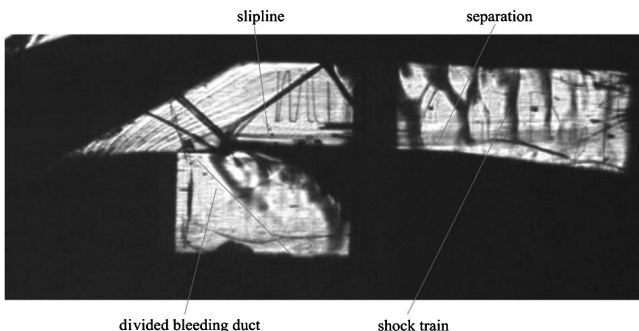 slipline
separation
divided bleeding duct
shock train